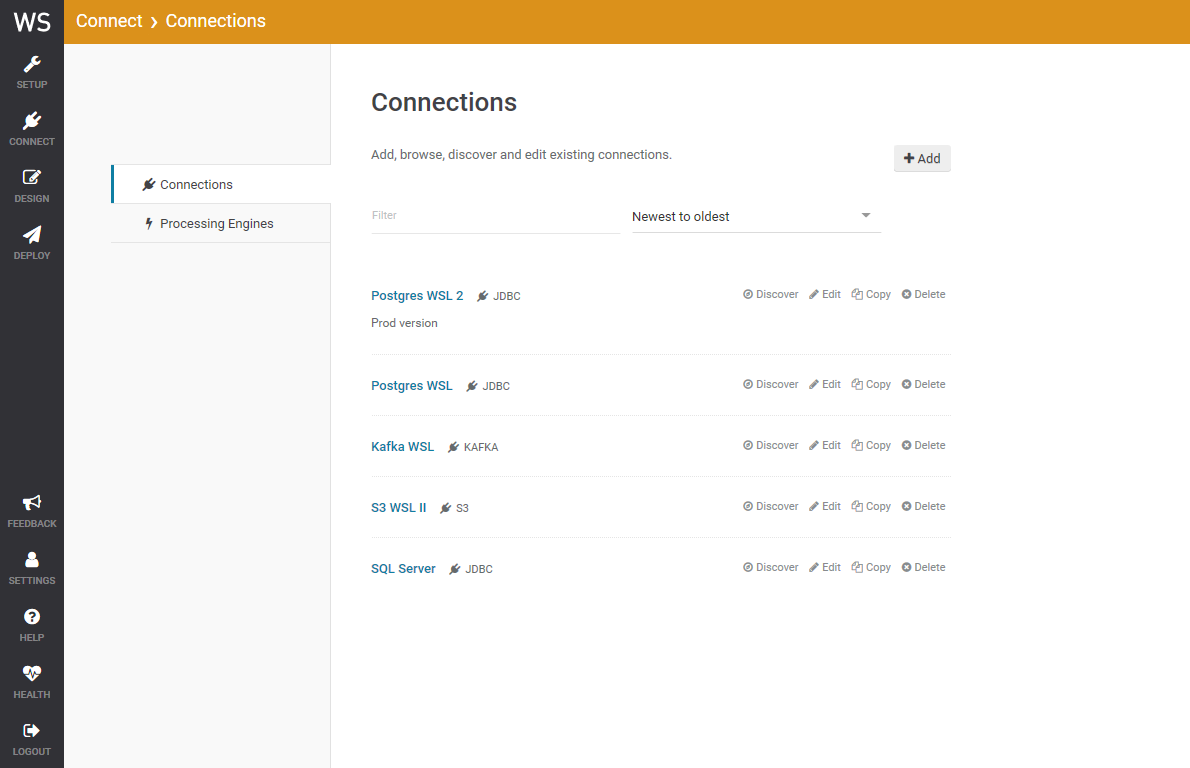 WS
Connect ❯ Connections
SETUP
CONNECT
DESIGN
DEPLOY
FEEDBACK
SETTINGS
HELP
HEALTH
LOGOUT
Connections
Processing Engines
Connections
Add, browse, discover and edit existing connections.
Add
Filter
Newest to oldest
Postgres WSL 2 JDBC Discover Edit Copy Delete
Prod version
Postgres WSL JDBC Discover Edit Copy Delete
Kafka WSL KAFKA Discover Edit Copy Delete
S3 WSL II S3 Discover Edit Copy Delete
SQL Server JDBC Discover Edit Copy Delete